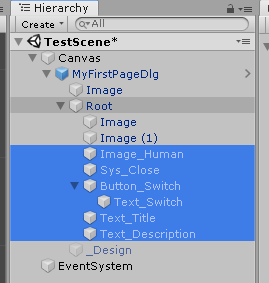 Hierarchy
Create All
TestScene*
Canvas
MyFirstPageDlg
Image
Root
Image
Image (1)
Image_Human
Sys_Close
Button_Switch
Text_Switch
Text_Title
Text_Description
_Design
EventSystem